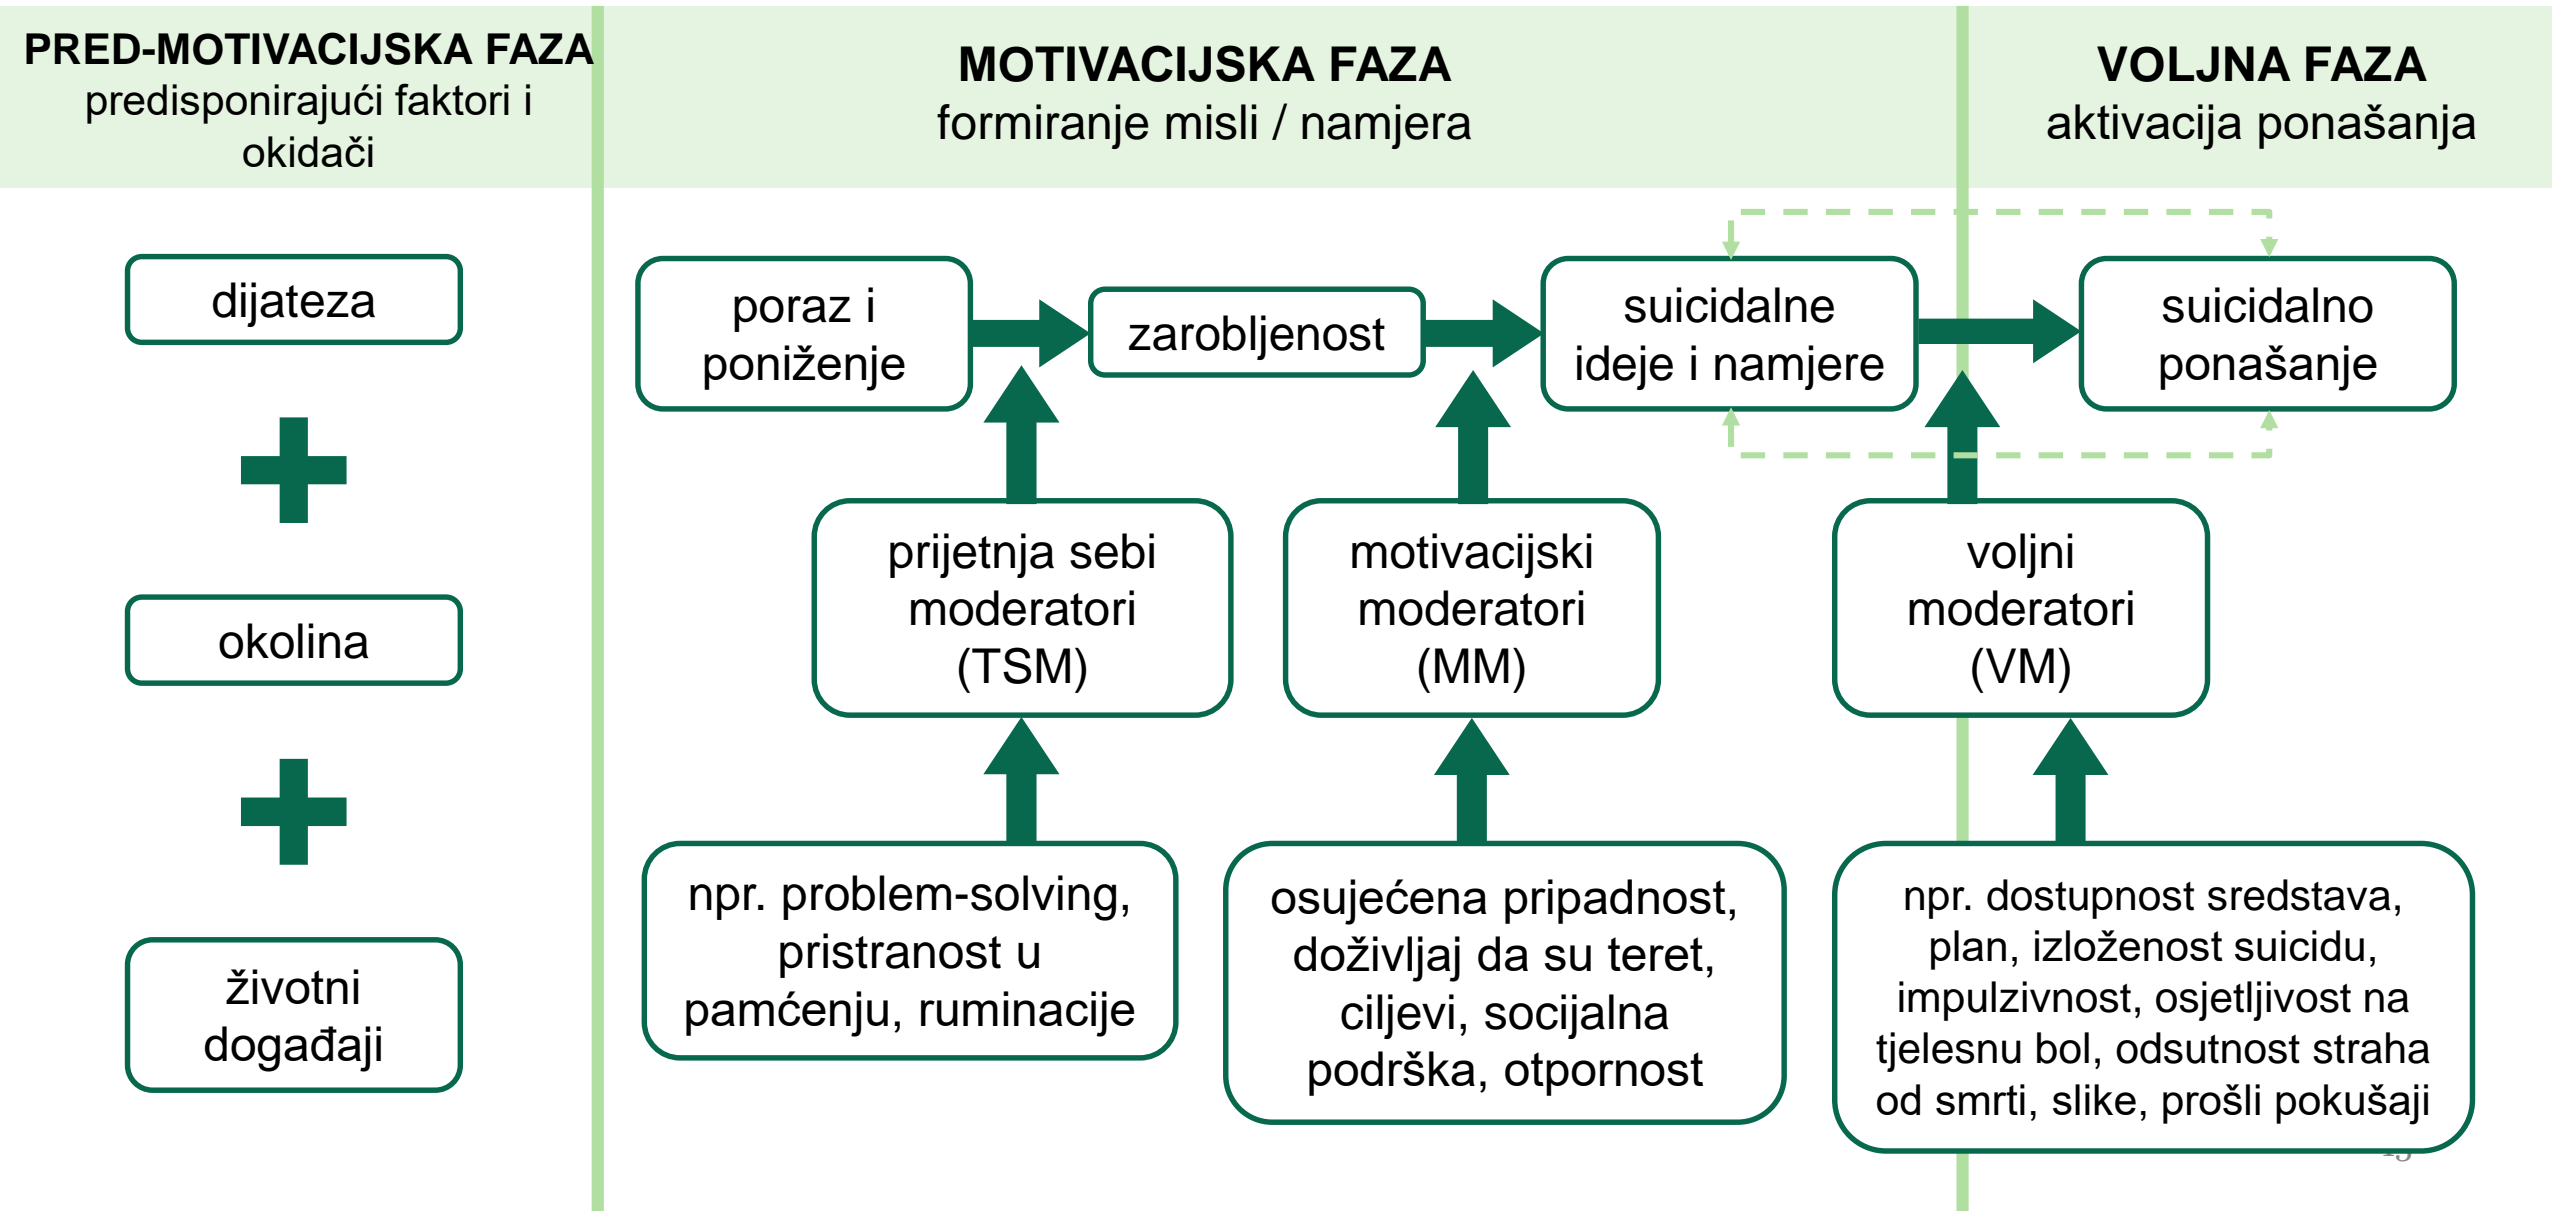 PRED-MOTIVACIJSKA FAZA
predisponirajući faktori i
okidači
MOTIVACIJSKA FAZA
formiranje misli / namjera
VOLJNA FAZA
aktivacija ponašanja
dijateza
okolina
životni
događaji
poraz i
poniženje
zarobljenost
suicidalne
ideje i namjere
suicidalno
ponašanje
prijetnja sebi
moderatori
(TSM)
motivacijski
moderatori
(MM)
voljni
moderatori
(VM)
npr. problem-solving,
pristranost u
pamćenju, ruminacije
osujećena pripadnost,
doživljaj da su teret,
ciljevi, socijalna
podrška, otpornost
npr. dostupnost sredstava,
plan, izloženost suicidu,
impulzivnost, osjetljivost na
tjelesnu bol, odsutnost straha
od smrti, slike, prošli pokušaji